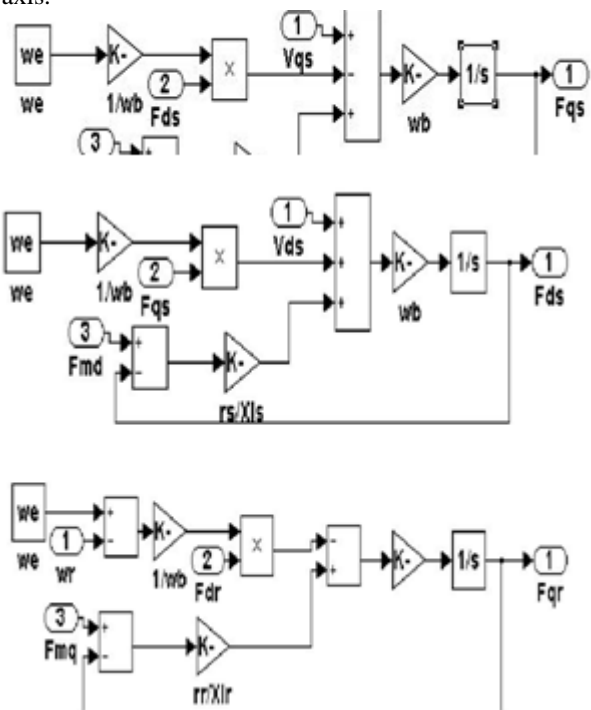 axis.
1
we K- Vqs + 1
we 1/wb 2 × - K- 1/s Fqs
Fds + wb
3 +
1
we K- Vds + 1
we 1/wb 2 × + K- 1/s Fds
Fqs + wb
3 +
Fmd - K-
rs/Xls
we + K-
we 1 - 1/wb × - K- 1/s 1
wr 2 + Fqr
Fdr
3 +
Fmq - K-
rr/Xlr